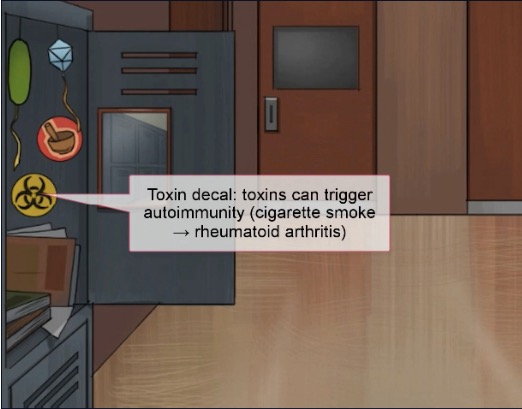 Toxin decal: toxins can trigger
autoimmunity (cigarette smoke
→ rheumatoid arthritis)